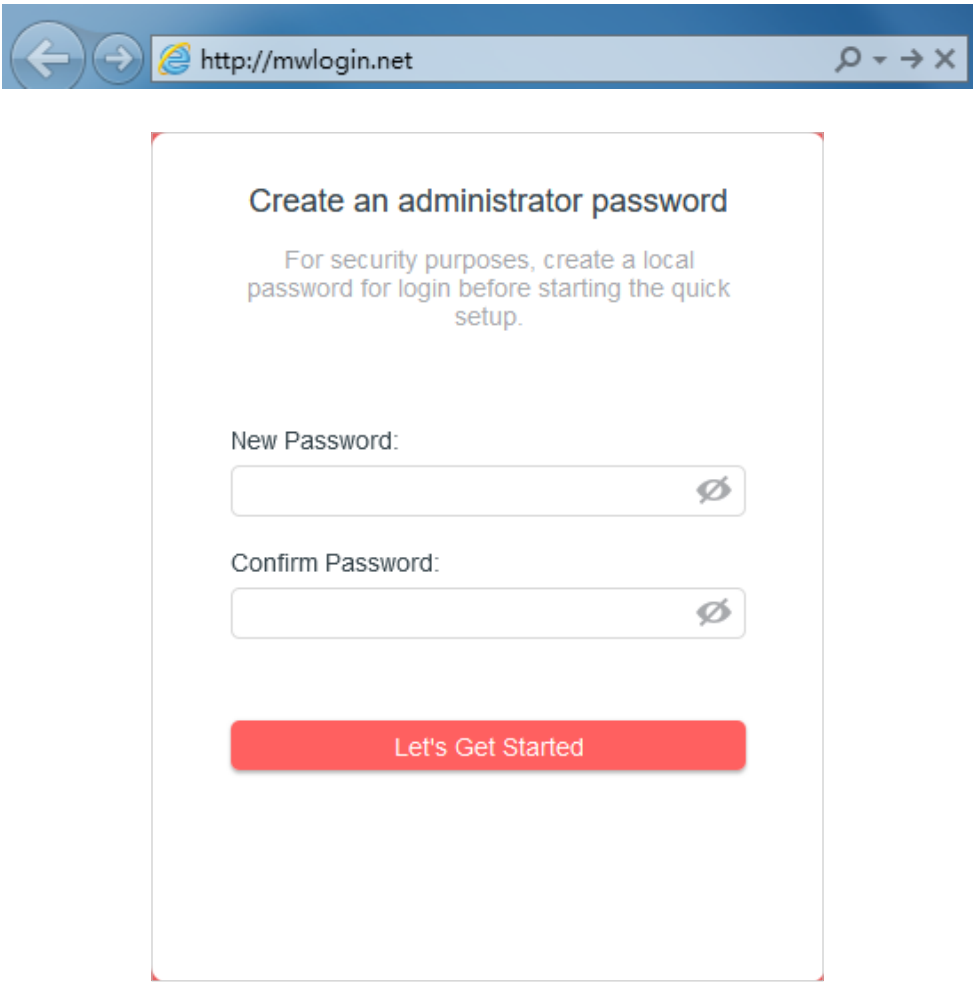 http://mwlogin.net
Create an administrator password
For security purposes, create a local
password for login before starting the quick
setup.
New Password:
Confirm Password:
Let's Get Started